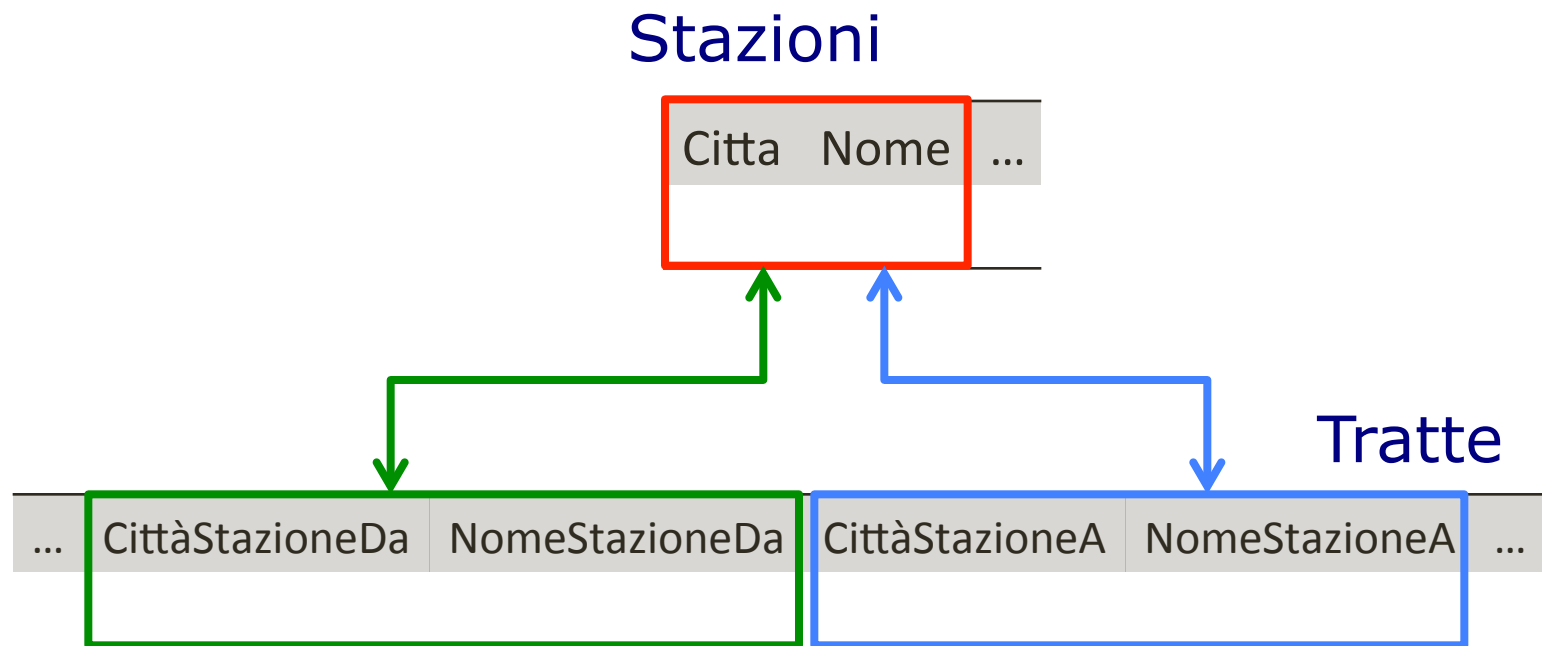 Stazioni
Citta Nome ...
Tratte
... CittàStazioneDa NomeStazioneDa CittàStazioneA NomeStazioneA ...